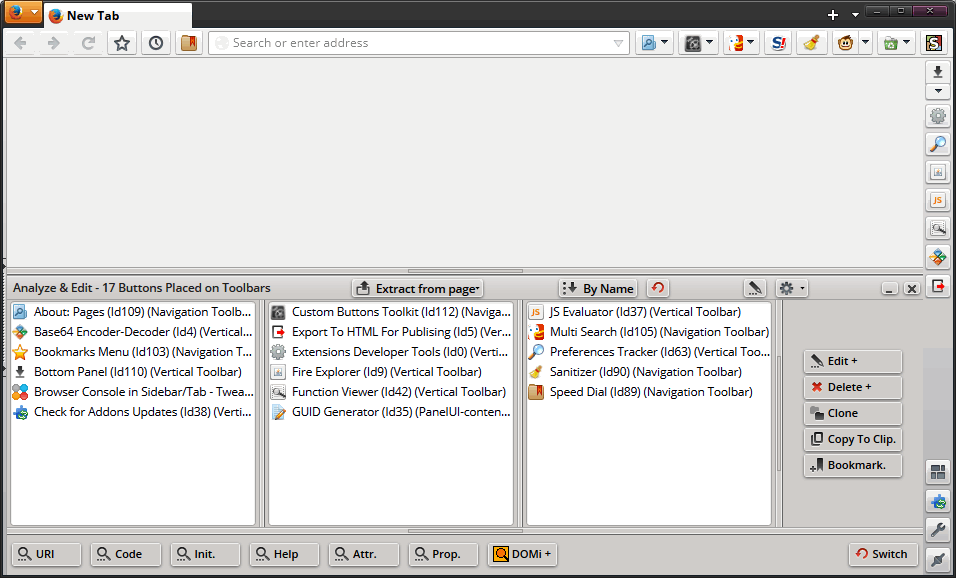 New Tab
Search or enter address
S!
S
JS
Analyze & Edit - 17 Buttons Placed on Toolbars
Extract from page
By Name
About: Pages (Id109) (Navigation Toolb...
Base64 Encoder-Decoder (Id4) (Vertical...
Bookmarks Menu (Id103) (Navigation T...
Bottom Panel (Id110) (Vertical Toolbar)
Browser Console in Sidebar/Tab - Twea...
Check for Addons Updates (Id38) (Verti...
Custom Buttons Toolkit (Id112) (Naviga...
Export To HTML For Publising (Id5) (Ver...
Extensions Developer Tools (Id0) (Verti...
Fire Explorer (Id9) (Vertical Toolbar)
Function Viewer (Id42) (Vertical Toolbar)
GUID Generator (Id35) (PanelUI-conten...
JS JS Evaluator (Id37) (Vertical Toolbar)
Multi Search (Id105) (Navigation Toolbar)
Preferences Tracker (Id63) (Vertical Too...
Sanitizer (Id90) (Navigation Toolbar)
Speed Dial (Id89) (Navigation Toolbar)
Edit +
Delete +
Clone
Copy To Clip.
Bookmark.
URI
Code
Init.
Help
Attr.
Prop.
DOMi +
Switch